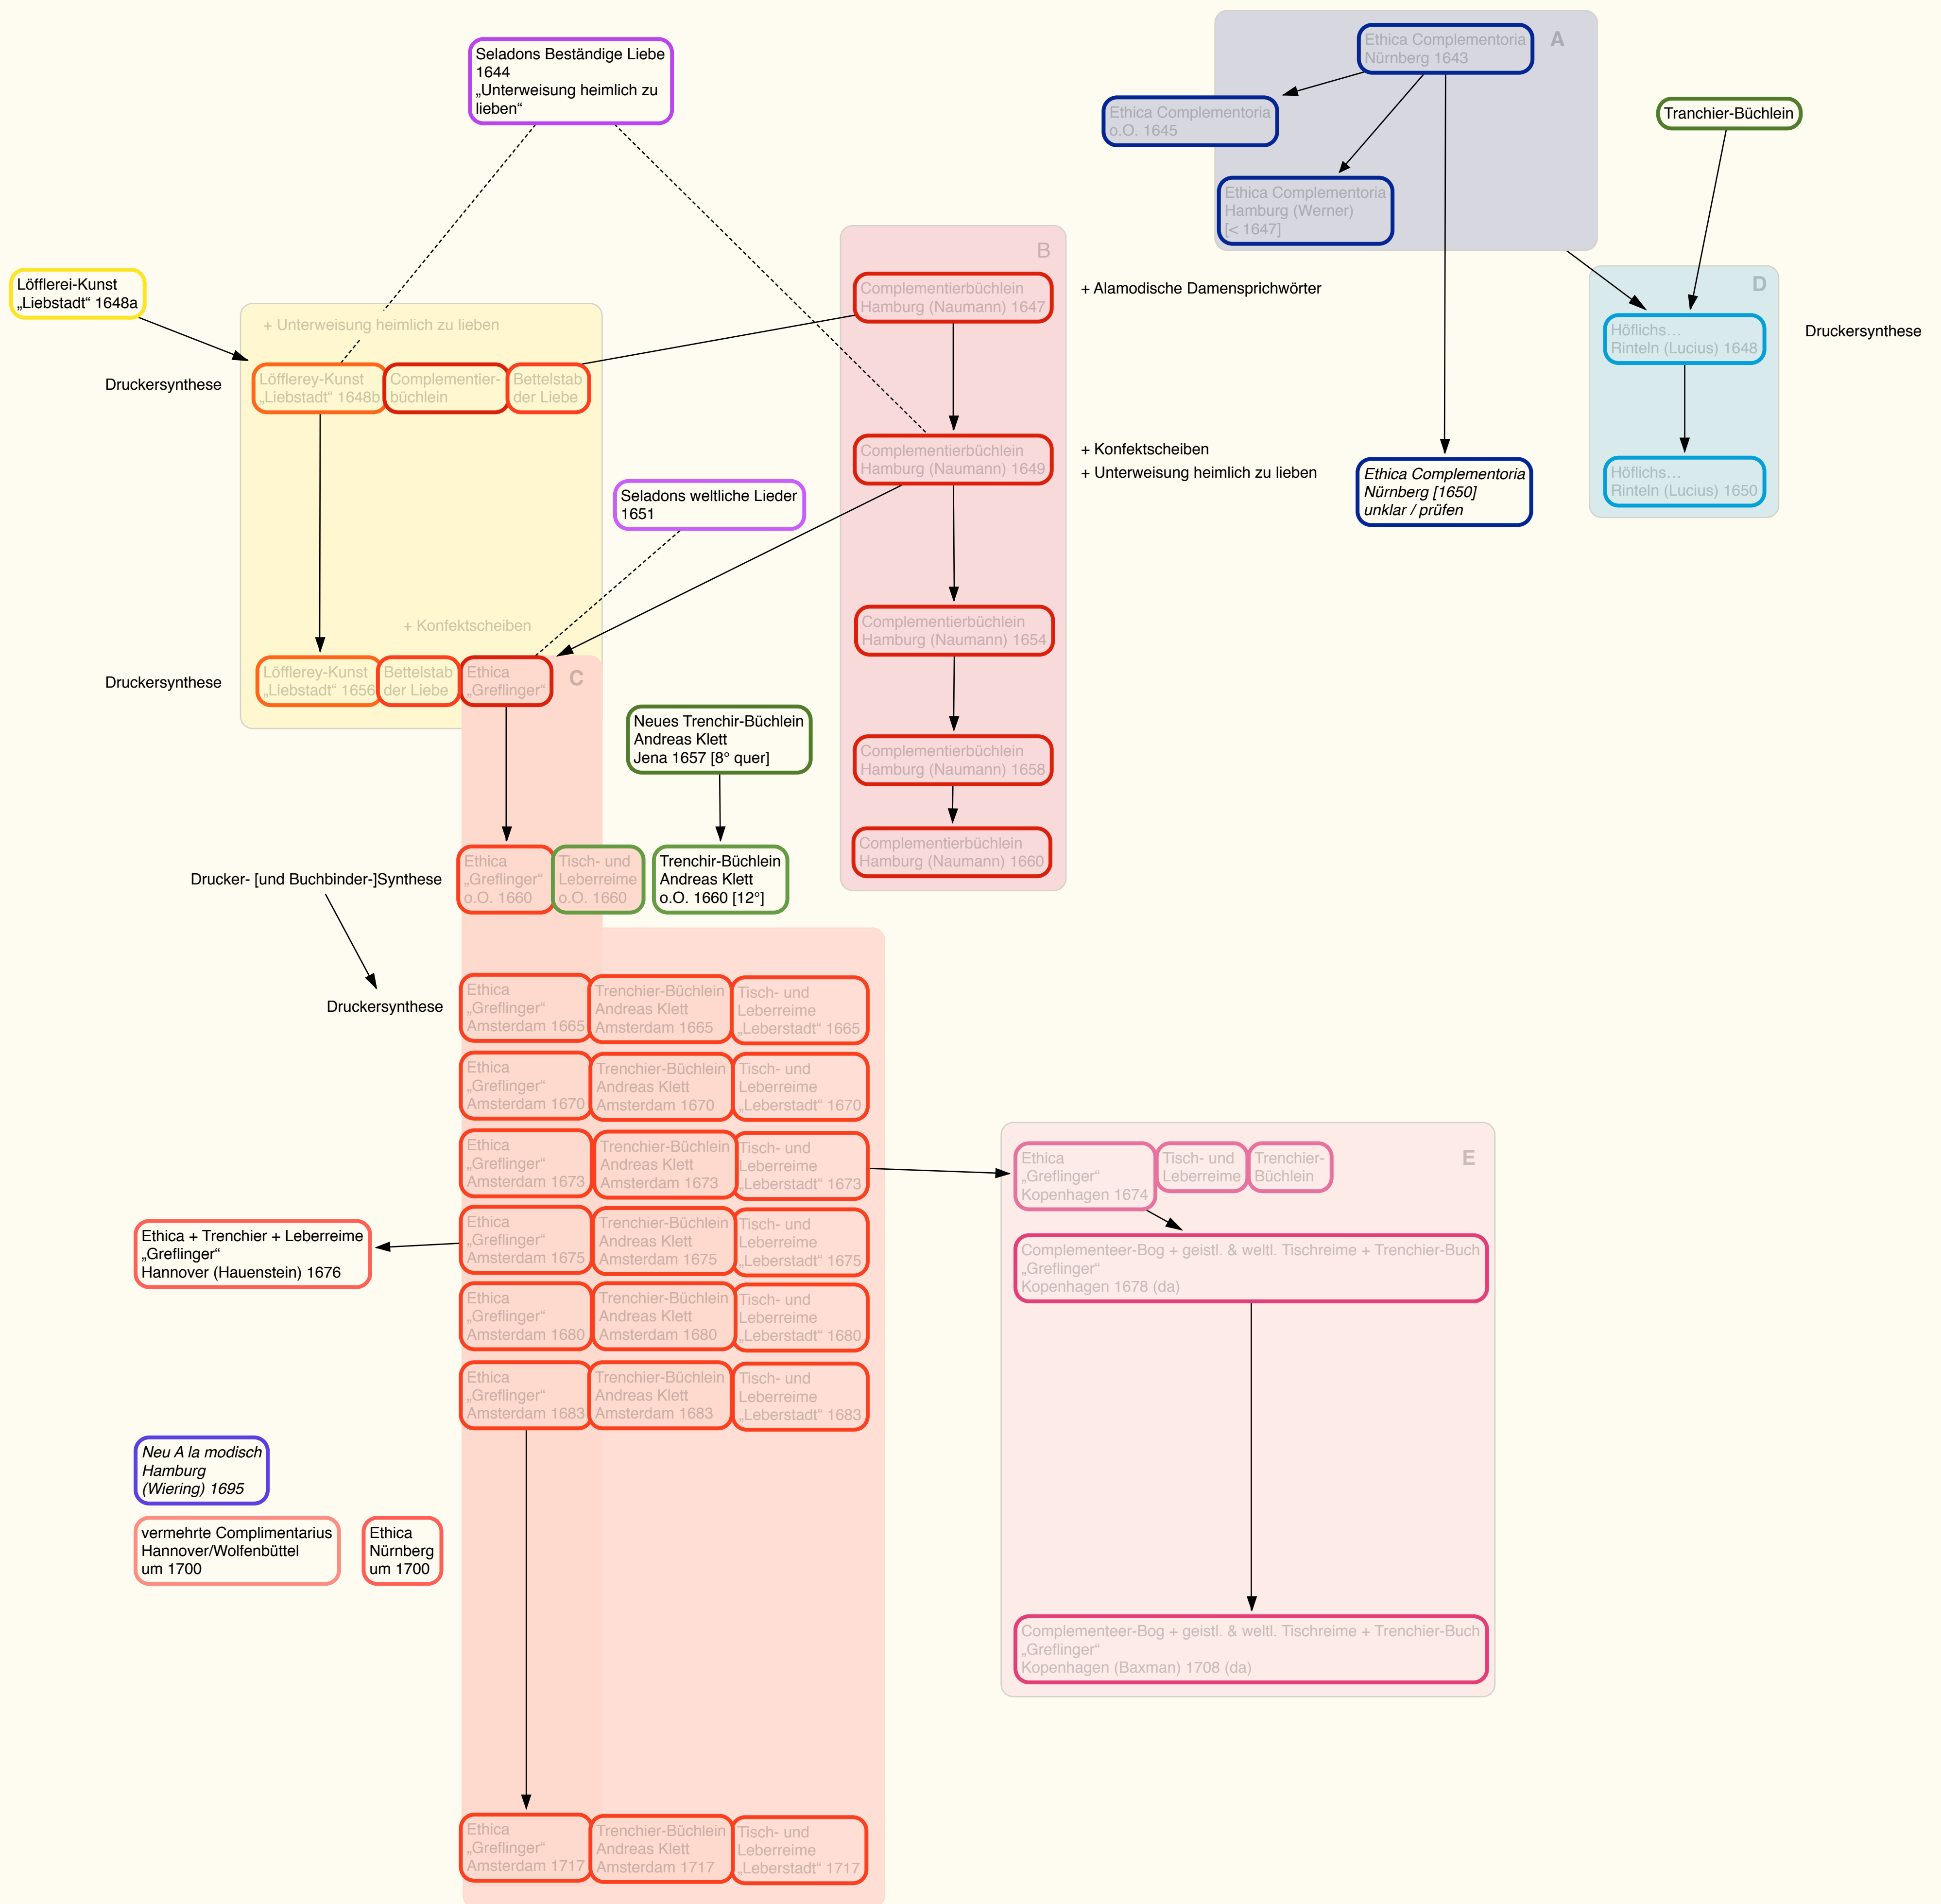 Ethica Complementoria
Nürnberg 1643
A
Seladons Beständige Liebe
1644
„Unterweisung heimlich zu
lieben“
Ethica Complementoria
o.O. 1645
Tranchier-Büchlein
Ethica Complementoria
Hamburg (Werner)
[< 1647]
B
Löfflerei-Kunst
„Liebstadt“ 1648a
Complementierbüchlein
Hamburg (Naumann) 1647
+ Alamodische Damensprichwörter
D
Höflichs…
Rinteln (Lucius) 1648
Druckersynthese
+ Unterweisung heimlich zu lieben
Druckersynthese
Löfflerey-Kunst
„Liebstadt“ 1648b
Complementier-
büchlein
Bettelstab
der Liebe
Complementierbüchlein
Hamburg (Naumann) 1649
+ Konfektscheiben
+ Unterweisung heimlich zu lieben
Ethica Complementoria
Nürnberg [1650]
unklar / prüfen
Höflichs…
Rinteln (Lucius) 1650
Seladons weltliche Lieder
1651
+ Konfektscheiben
Complementierbüchlein
Hamburg (Naumann) 1654
Druckersynthese
Löfflerey-Kunst
„Liebstadt“ 1656
Bettelstab
der Liebe
Ethica
„Greflinger“
C
Neues Trenchir-Büchlein
Andreas Klett
Jena 1657 [8° quer]
Complementierbüchlein
Hamburg (Naumann) 1658
Drucker- [und Buchbinder-]Synthese
Ethica
„Greflinger“
o.O. 1660
Tisch- und
Leberreime
o.O. 1660
Trenchir-Büchlein
Andreas Klett
o.O. 1660 [12°]
Complementierbüchlein
Hamburg (Naumann) 1660
Druckersynthese
Ethica
„Greflinger“
Amsterdam 1665
Trenchier-Büchlein
Andreas Klett
Amsterdam 1665
Tisch- und
Leberreime
„Leberstadt“ 1665
Ethica
„Greflinger“
Amsterdam 1670
Trenchier-Büchlein
Andreas Klett
Amsterdam 1670
Tisch- und
Leberreime
„Leberstadt“ 1670
Ethica
„Greflinger“
Amsterdam 1673
Trenchier-Büchlein
Andreas Klett
Amsterdam 1673
Tisch- und
Leberreime
„Leberstadt“ 1673
Ethica
„Greflinger“
Kopenhagen 1674
Tisch- und
Leberreime
Trenchier-
Büchlein
E
Ethica + Trenchier + Leberreime
„Greflinger“
Hannover (Hauenstein) 1676
Ethica
„Greflinger“
Amsterdam 1675
Trenchier-Büchlein
Andreas Klett
Amsterdam 1675
Tisch- und
Leberreime
„Leberstadt“ 1675
Complementeer-Bog + geistl. & weltl. Tischreime + Trenchier-Buch
„Greflinger“
Kopenhagen 1678 (da)
Ethica
„Greflinger“
Amsterdam 1680
Trenchier-Büchlein
Andreas Klett
Amsterdam 1680
Tisch- und
Leberreime
„Leberstadt“ 1680
Ethica
„Greflinger“
Amsterdam 1683
Trenchier-Büchlein
Andreas Klett
Amsterdam 1683
Tisch- und
Leberreime
„Leberstadt“ 1683
Neu A la modisch
Hamburg
(Wiering) 1695
vermehrte Complimentarius
Hannover/Wolfenbüttel
um 1700
Ethica
Nürnberg
um 1700
Complementeer-Bog + geistl. & weltl. Tischreime + Trenchier-Buch
„Greflinger“
Kopenhagen (Baxman) 1708 (da)
Ethica
„Greflinger“
Amsterdam 1717
Trenchier-Büchlein
Andreas Klett
Amsterdam 1717
Tisch- und
Leberreime
„Leberstadt“ 1717